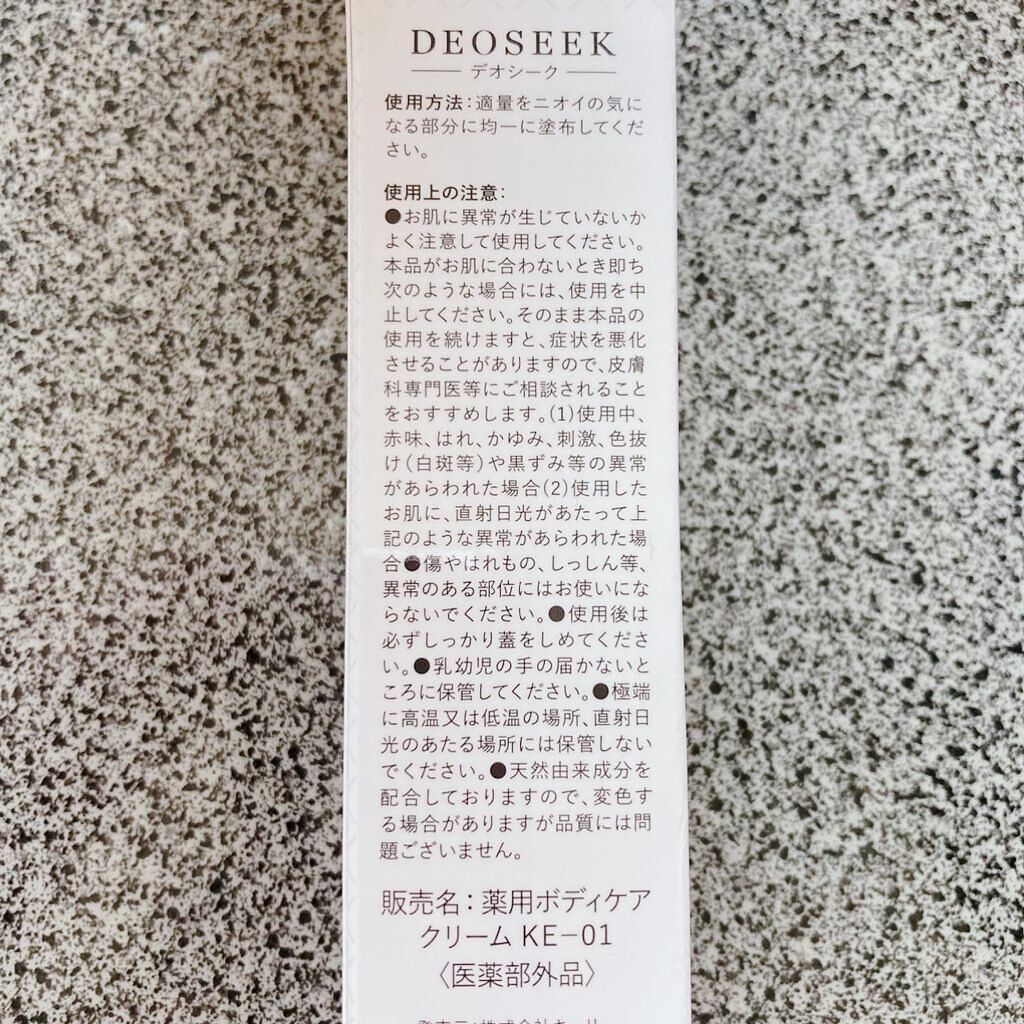 DEOSEEK
デオシーク
使用方法：適量をニオイの気に
なる部分に均一に塗布してくだ
さい。
使用上の注意：
●お肌に異常が生じていないか
よく注意して使用してください。
本品がお肌に合わないとき即ち
次のような場合には、使用を中
止してください。そのまま本品の
使用を続けますと、症状を悪化
させることがありますので、皮膚
科専門医等にご相談されること
をおすすめします。(1)使用中、
赤味、はれ、かゆみ、刺激、色抜
け（白斑等）や黒ずみ等の異常
があらわれた場合(2)使用した
お肌に、直射日光があたって上
記のような異常があらわれた場
合●傷やはれもの、しっしん等、
異常のある部位にはお使いにな
らないでください。●使用後は
必ずしっかり蓋をしめてくださ
い。●乳幼児の手の届かないと
ころに保管してください。●極端
に高温又は低温の場所、直射日
光のあたる場所には保管しない
でください。●天然由来成分を
配合しておりますので、変色す
る場合がありますが品質には問
題ございません。
販売名：薬用ボディケア
クリーム KE−01
〈医薬部外品〉